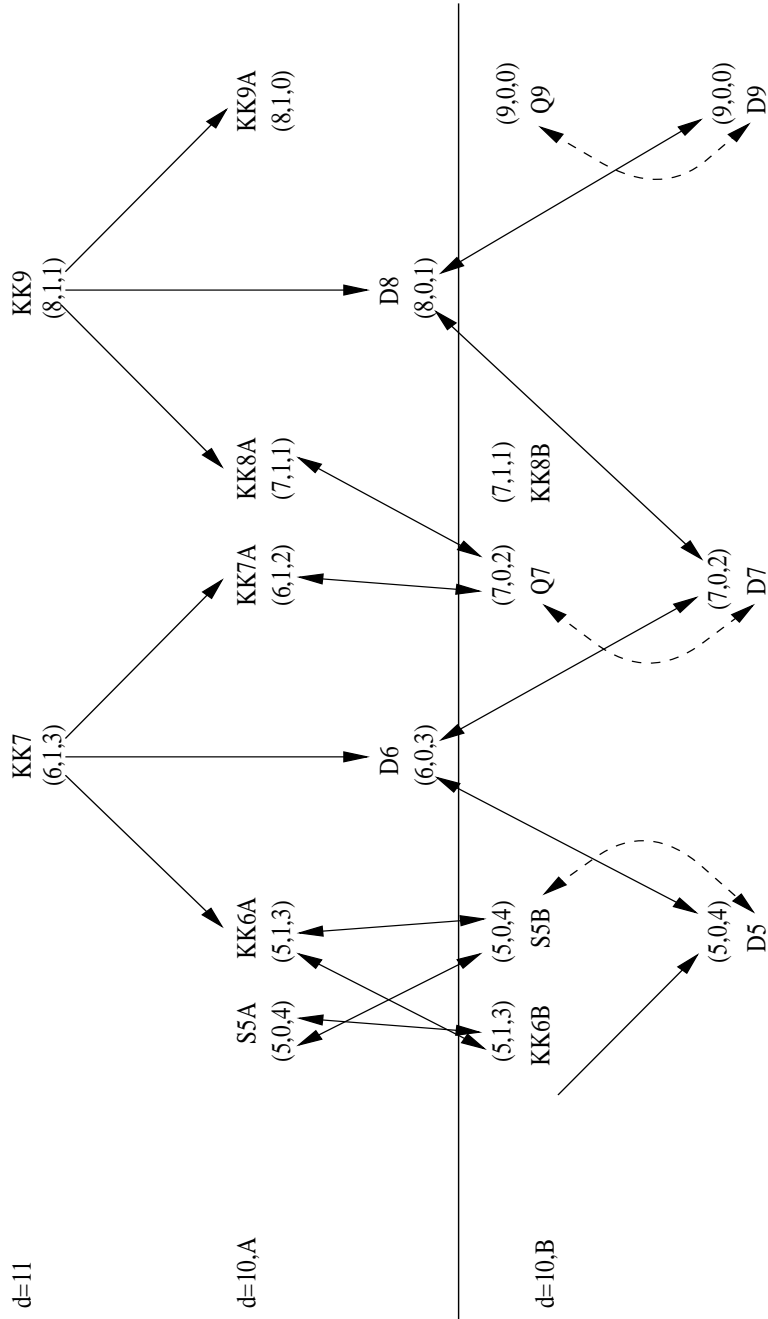 d=11
KK7
(6,1,3)
KK9
(8,1,1)
d=10,A
S5A
(5,0,4)
KK6A
(5,1,3)
KK7A
(6,1,2)
KK8A
(7,1,1)
KK9A
(8,1,0)
D6
(6,0,3)
D8
(8,0,1)
d=10,B
(5,1,3)
KK6B
(5,0,4)
S5B
(7,0,2)
Q7
(7,1,1)
KK8B
(9,0,0)
Q9
(5,0,4)
D5
(7,0,2)
D7
(9,0,0)
D9